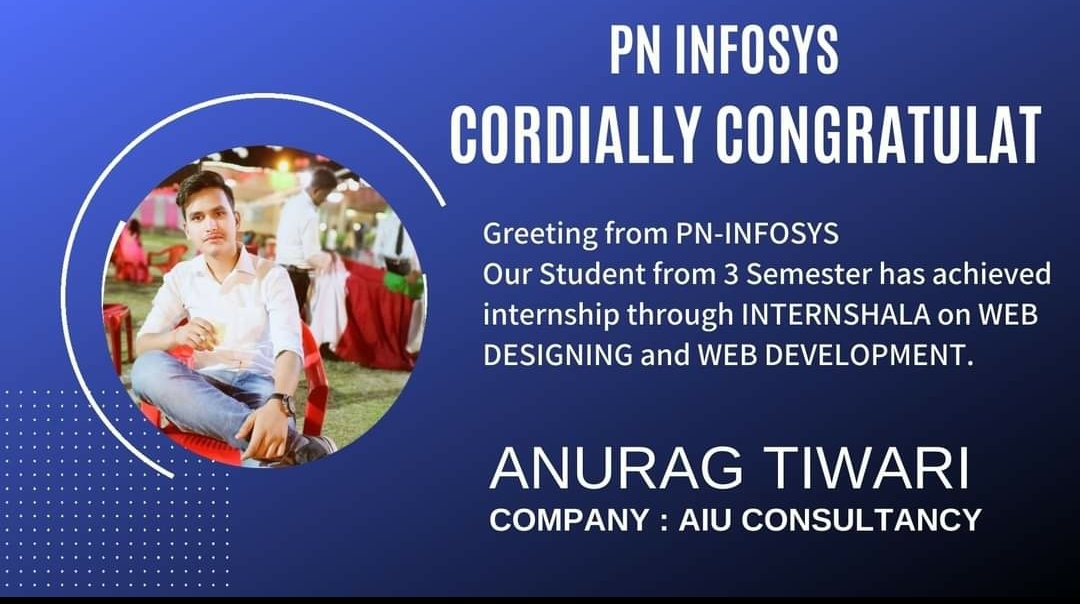 PN INFOSYS
CORDIALLY CONGRATULAT
Greeting from PN-INFOSYS
Our Student from 3 Semester has achieved
internship through INTERNSHALA on WEB
DESIGNING and WEB DEVELOPMENT.
ANURAG TIWARI
COMPANY : AIU CONSULTANCY